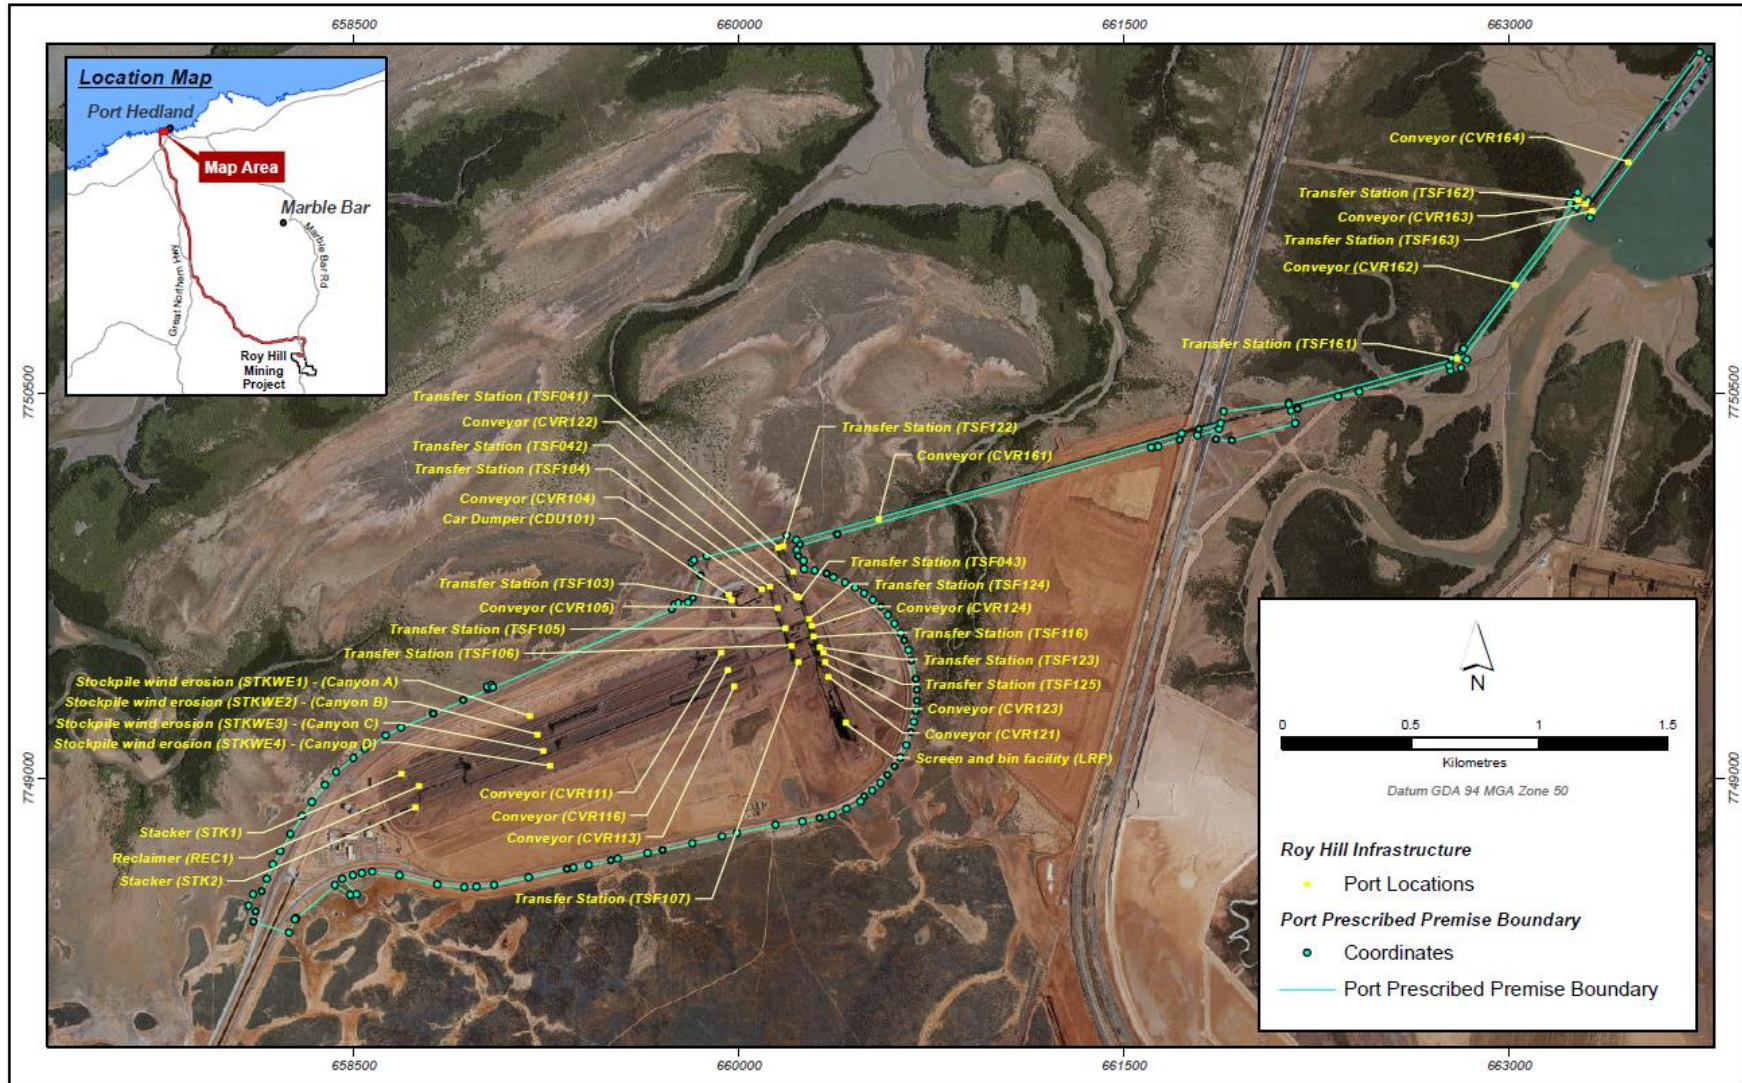 658500
660000
661500
663000
Location Map
Port Hedland
Map Area
Marble Bar
Marble Bar Rd
Great Northern Hwy
Roy Hill
Mining
Project
7750500
7750500
Conveyor (CVR164)
Transfer Station (TSF162)
Conveyor (CVR163)
Transfer Station (TSF163)
Conveyor (CVR162)
Transfer Station (TSF161)
Transfer Station (TSF041)
Conveyor (CVR122)
Transfer Station (TSF042)
Transfer Station (TSF104)
Conveyor (CVR104)
Car Dumper (CDU101)
Transfer Station (TSF122)
Conveyor (CVR161)
Transfer Station (TSF103)
Conveyor (CVR105)
Transfer Station (TSF105)
Transfer Station (TSF106)
Transfer Station (TSF043)
Transfer Station (TSF124)
Conveyor (CVR124)
Transfer Station (TSF116)
Transfer Station (TSF123)
Transfer Station (TSF125)
Conveyor (CVR123)
Conveyor (CVR121)
Screen and bin facility (LRP)
Stockpile wind erosion (STKWE1) - (Canyon A)
Stockpile wind erosion (STKWE2) - (Canyon B)
Stockpile wind erosion (STKWE3) - (Canyon C)
Stockpile wind erosion (STKWE4) - (Canyon D)
7749000
7749000
Conveyor (CVR111)
Conveyor (CVR116)
Conveyor (CVR113)
Stacker (STK1)
Reclaimer (REC1)
Stacker (STK2)
Transfer Station (TSF107)
N
0 0.5 1 1.5
Kilometres
Datum GDA 94 MGA Zone 50
Roy Hill Infrastructure
Port Locations
Port Prescribed Premise Boundary
Coordinates
Port Prescribed Premise Boundary
658500
660000
661500
663000